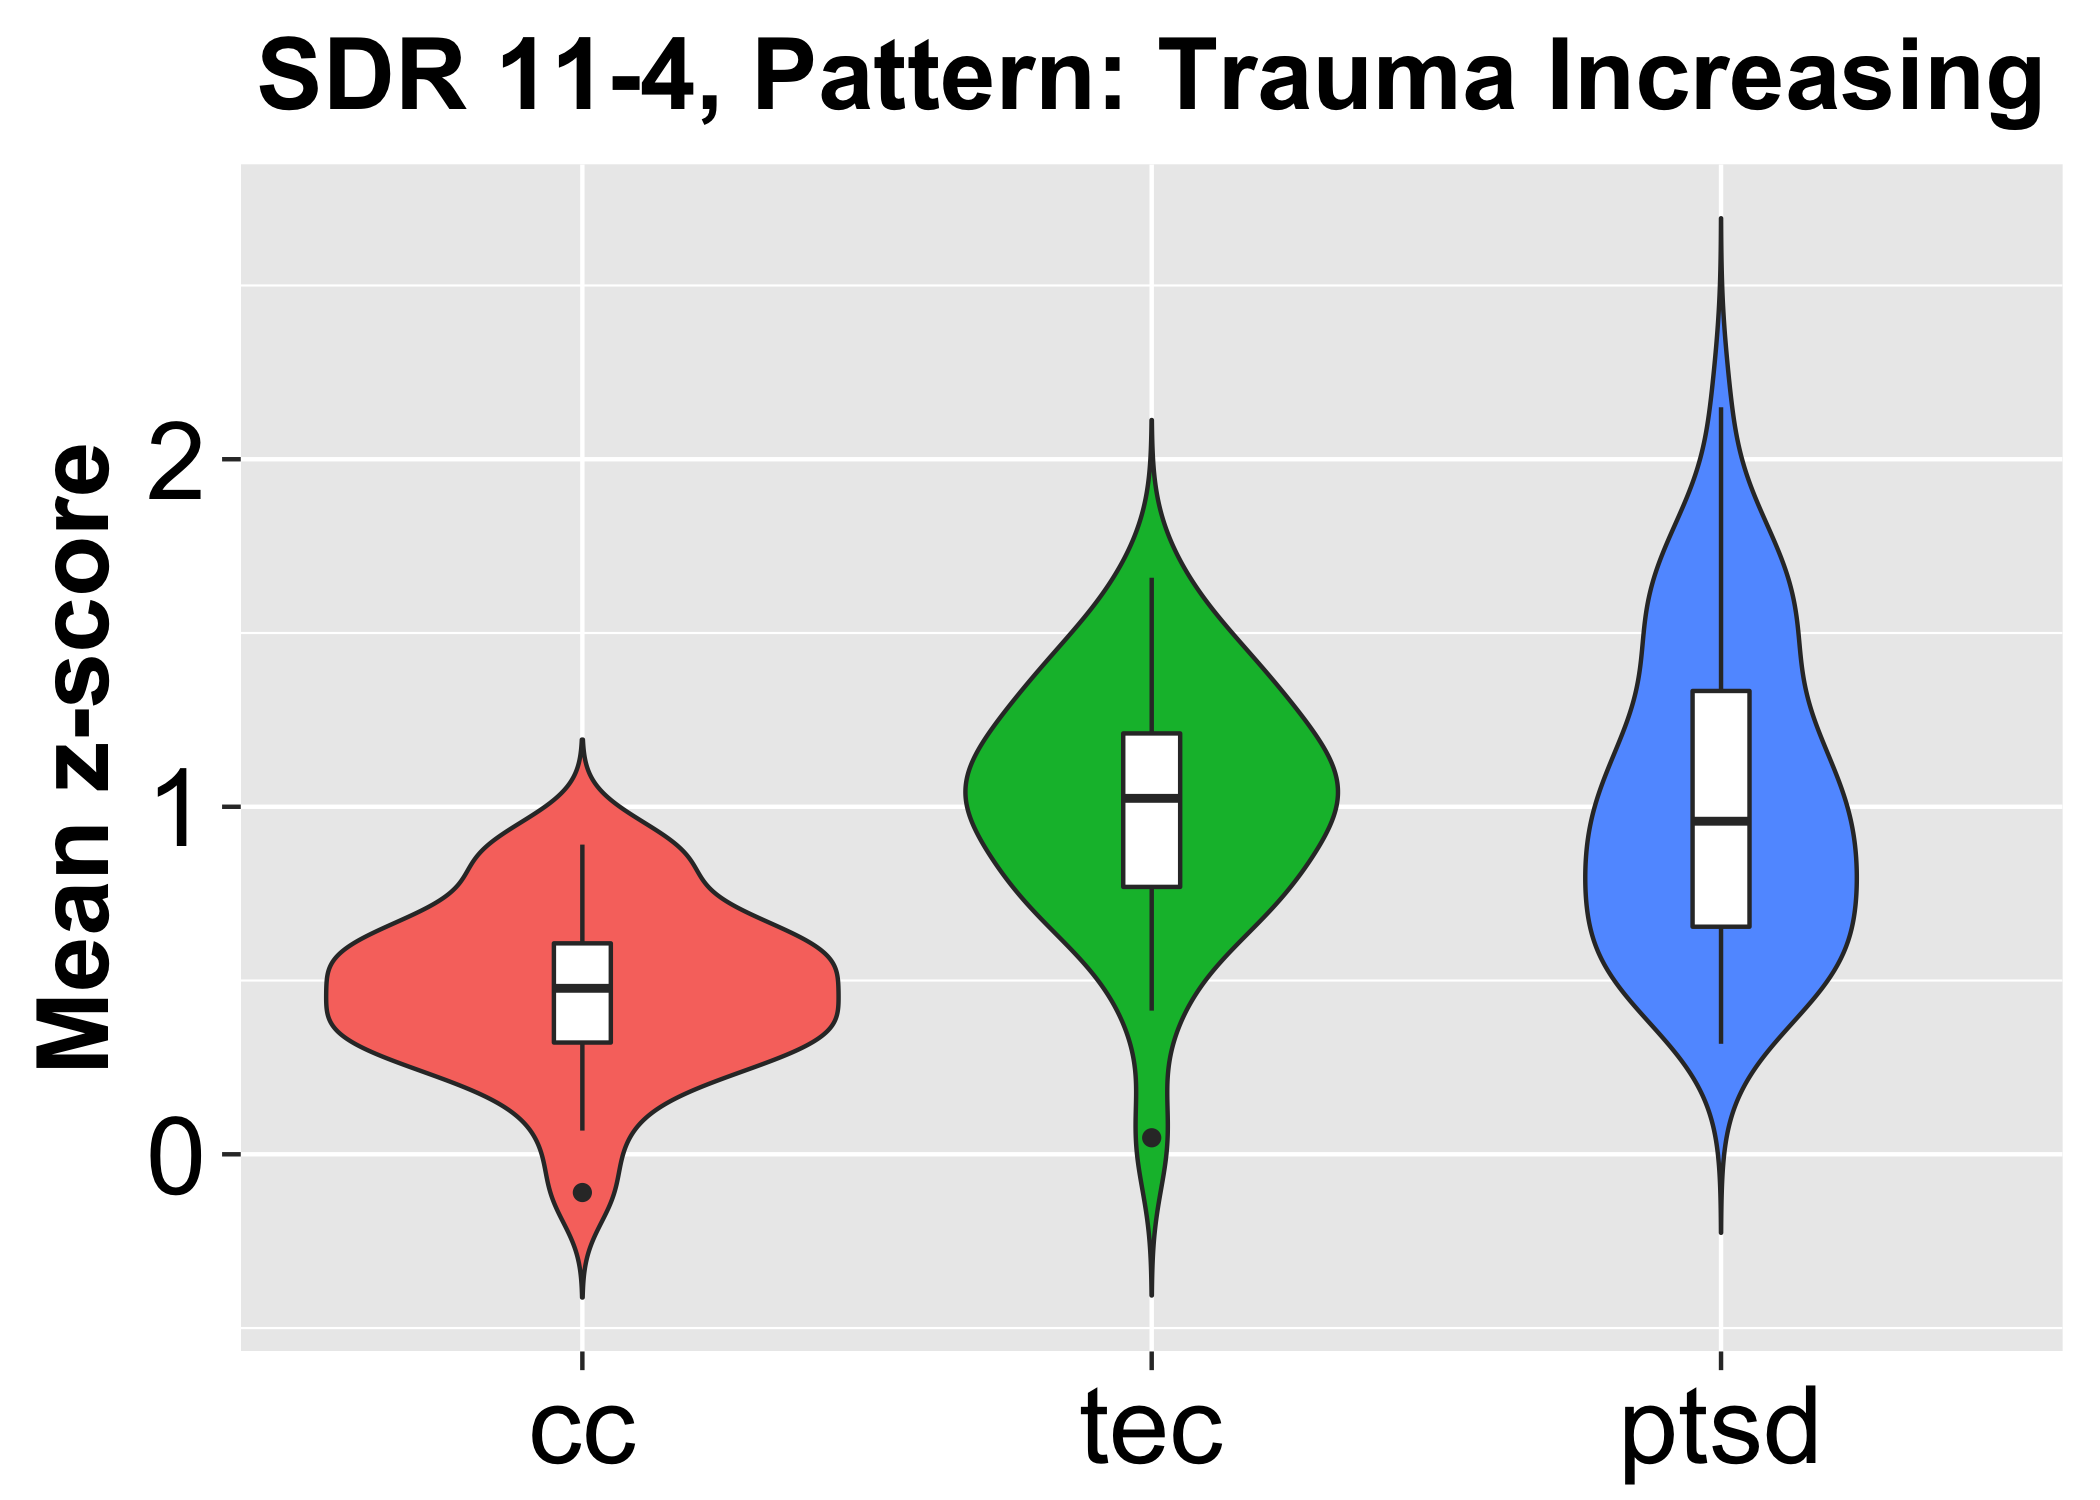 SDR 11-4, Pattern: Trauma Increasing
Mean z-score
2
1
0
cc
tec
ptsd